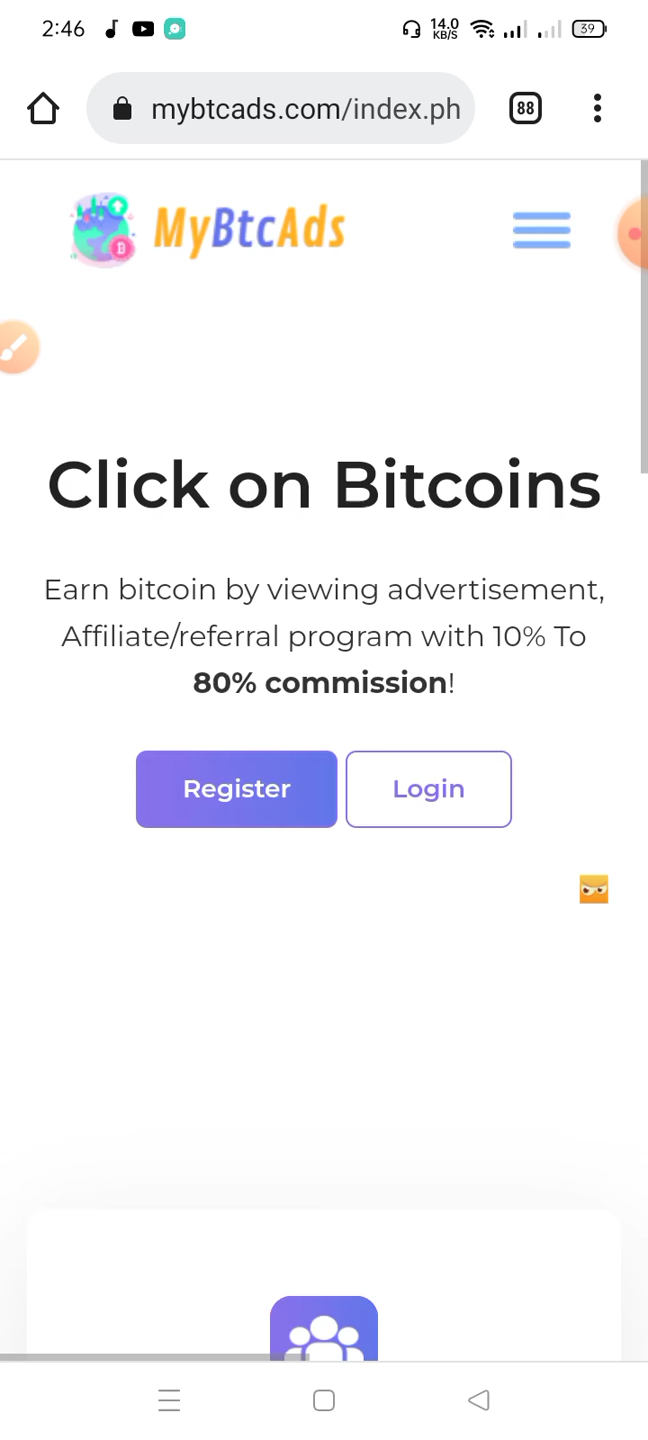 2:46
14.0
KB/S
39
mybtcads.com/index.ph
88
MyBtcAds
Click on Bitcoins
Earn bitcoin by viewing advertisement,
Affiliate/referral program with 10% To
80% commission!
Register
Login